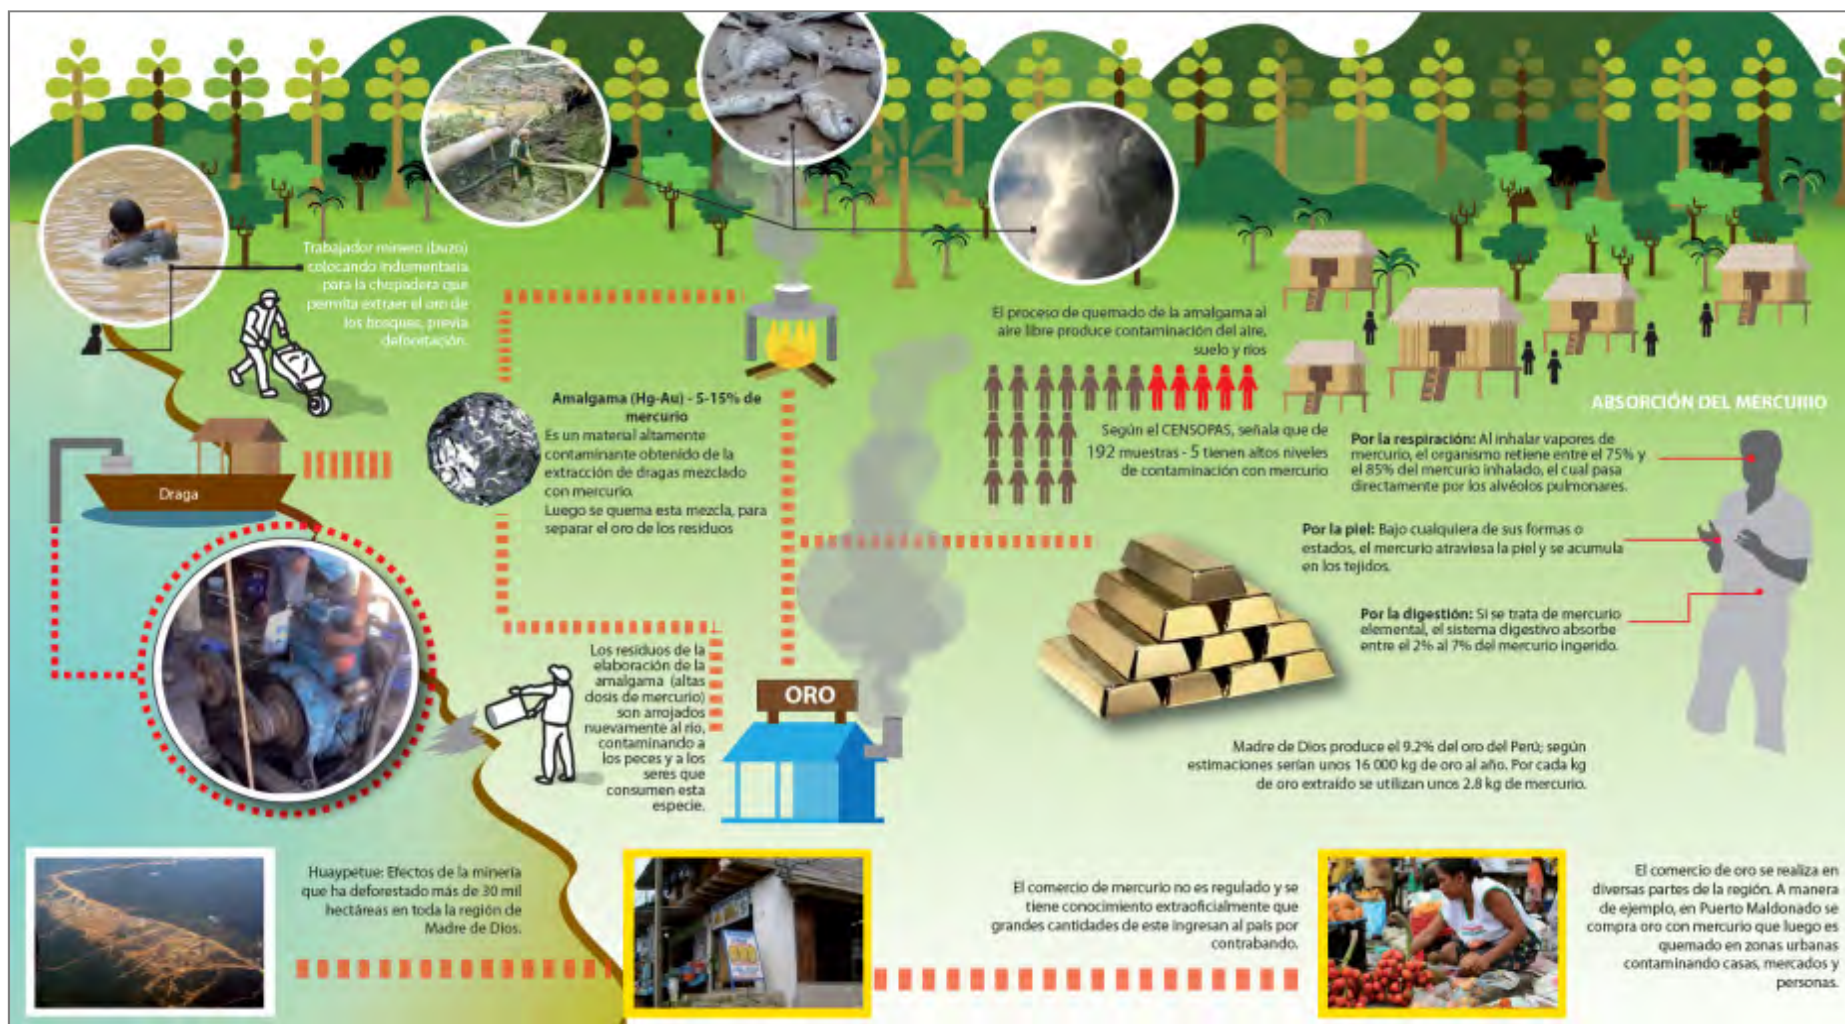 Trabajador minero (buzo)
colocando indumentaria
para la chupadera que
permita extraer el oro de
los bosques, previa
deforetación.
El proceso de quemado de la amalgama al
aire libre produce contaminación del aire,
suelo y ríos
Amalgama (Hg-Au) - 5-15% de
mercurio
Es un material altamente
contaminante obtenido de la
extracción de dragas mezclado
con mercurio.
Luego se quema esta mezcla, para
separar el oro de los residuos
Según el CENSOPAS, señala que de
192 muestras - 5 tienen altos niveles
de contaminación con mercurio
ABSORCIÓN DEL MERCURIO
Por la respiración: Al inhalar vapores de
mercurio, el organismo retiene entre el 75% y
el 85% del mercurio inhalado, el cual pasa
directamente por los alvéolos pulmonares.
Por la piel: Bajo cualquiera de sus formas o
estados, el mercurio atraviesa la piel y se acumula
en los tejidos.
Por la digestión: Si se trata de mercurio
elemental, el sistema digestivo absorbe
entre el 2% al 7% del mercurio ingerido.
Draga
Los residuos de la
elaboración de la
amalgama (altas
dosis de mercurio)
son arrojados
nuevamente al río,
contaminando a
los peces y a los
seres que
consumen esta
especie.
ORO
Madre de Dios produce el 9.2% del oro del Perú; según
estimaciones serían unos 16 000 kg de oro al año. Por cada kg
de oro extraído se utilizan unos 2.8 kg de mercurio.
Huaypetue: Efectos de la minería
que ha deforestado más de 30 mil
hectáreas en toda la región de
Madre de Dios.
El comercio de mercurio no es regulado y se
tiene conocimiento extraoficialmente que
grandes cantidades de este ingresan al país por
contrabando.
El comercio de oro se realiza en
diversas partes de la región. A manera
de ejemplo, en Puerto Maldonado se
compra oro con mercurio que luego es
quemado en zonas urbanas
contaminando casas, mercados y
personas.